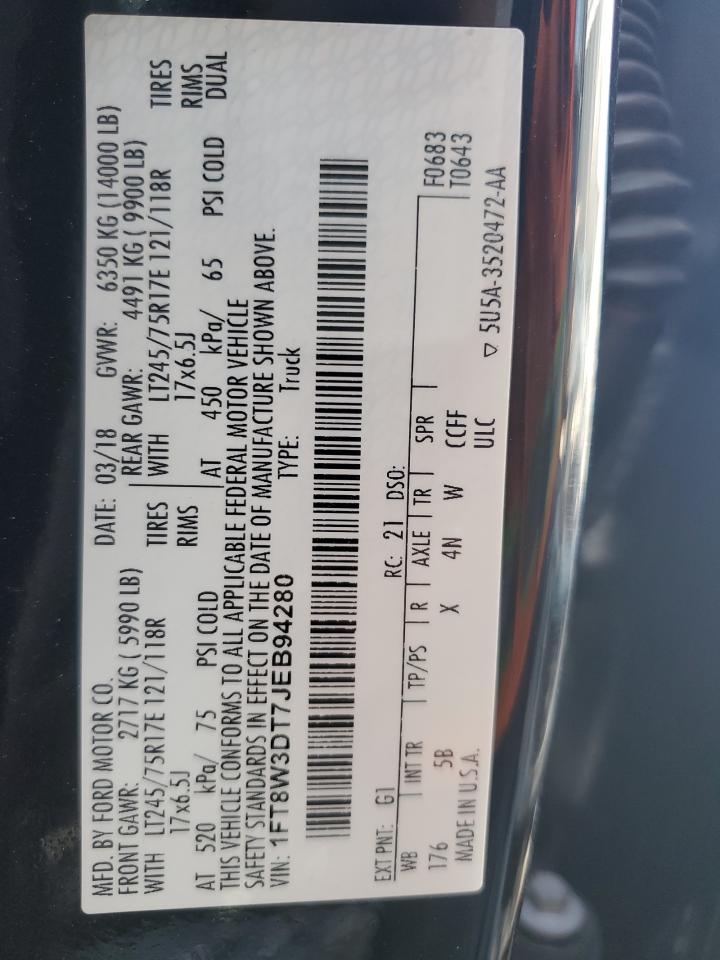 MFD. BY FORD MOTOR CO.
DATE: 03/18 GVWR: 6350 KG (14000 LB)
FRONT GAWR: 2717 KG ( 5990 LB)
REAR GAWR: 4491 KG ( 9900 LB)
WITH LT245/75R17E 121/118R TIRES
WITH LT245/75R17E 121/118R TIRES
17x6.5J RIMS
17x6.5J RIMS
AT 520 kPa/ 75 PSI COLD
AT 450 kPa/ 65 PSI COLD DUAL
THIS VEHICLE CONFORMS TO ALL APPLICABLE FEDERAL MOTOR VEHICLE
SAFETY STANDARDS IN EFFECT ON THE DATE OF MANUFACTURE SHOWN ABOVE.
VIN: 1FT8W3DT7JEB94280
TYPE: Truck
EXT PNT: G1 RC: 21 DSO: F0683
WB INT TR TP/PS R AXLE TR SPR T0643
176 5B X 4N W CCFF
MADE IN U.S.A. ULC ▽ 5U5A-3520472-AA